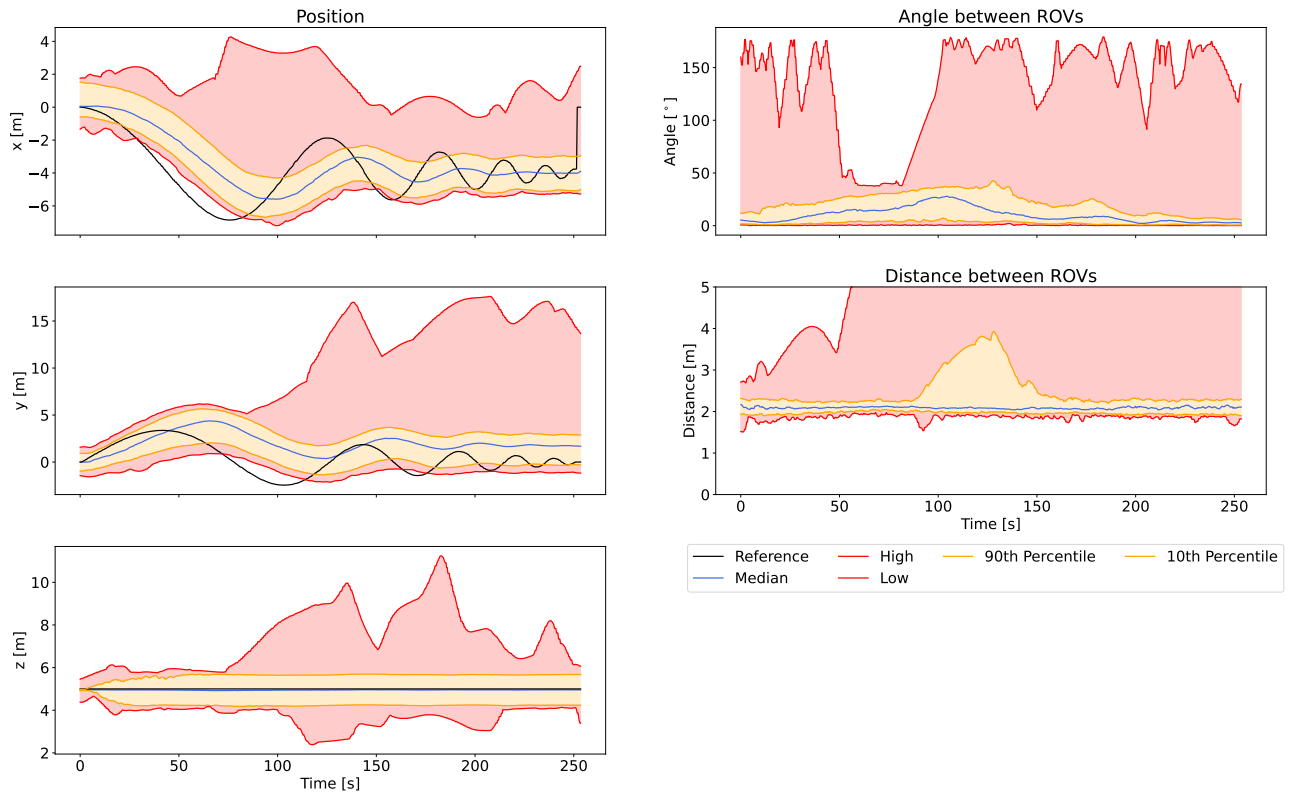 Position
4
2
0
−2
−4
−6
x [m]
15
10
5
0
y [m]
10
8
6
4
2
z [m]
0 50 100 150 200 250
Time [s]
Angle between ROVs
150
100
50
0
Angle [°]
Distance between ROVs
5
4
3
2
1
0
Distance [m]
0 50 100 150 200 250
Time [s]
Reference High 90th Percentile 10th Percentile
Median Low